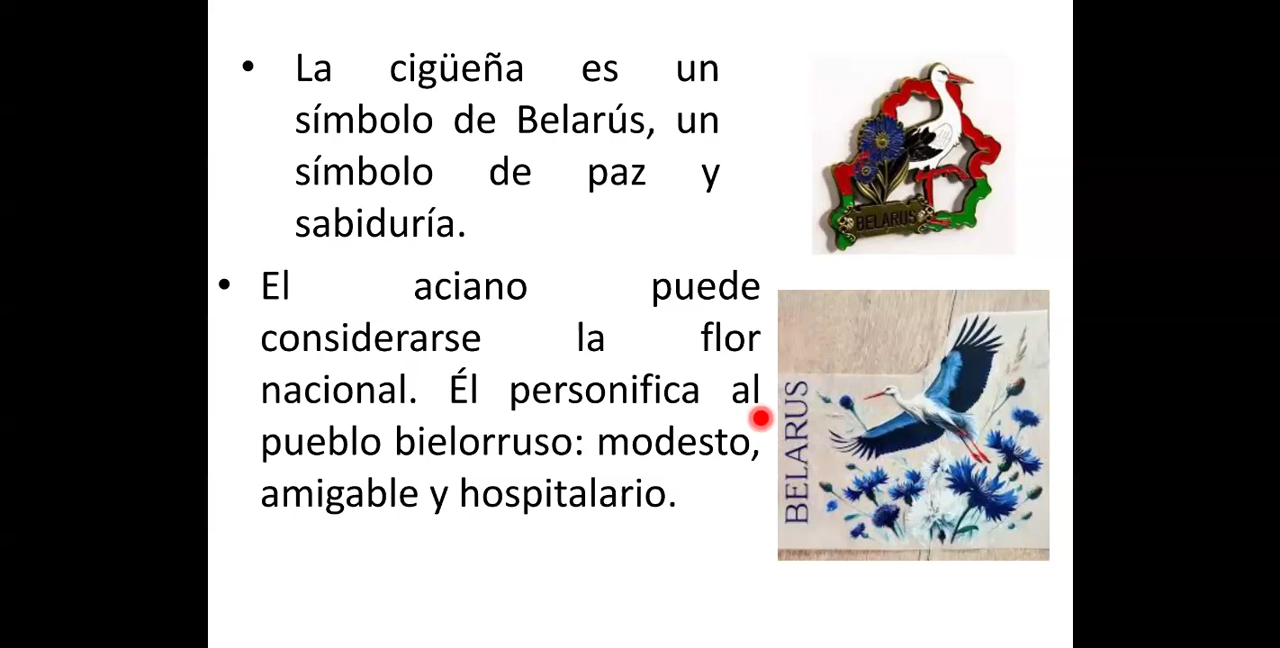 • La cigüeña es un
símbolo de Belarús, un
símbolo de paz y
sabiduría.
• El aciano puede
considerarse la flor
nacional. Él personifica al
pueblo bielorruso: modesto,
amigable y hospitalario.
BELARUS
BELARUS